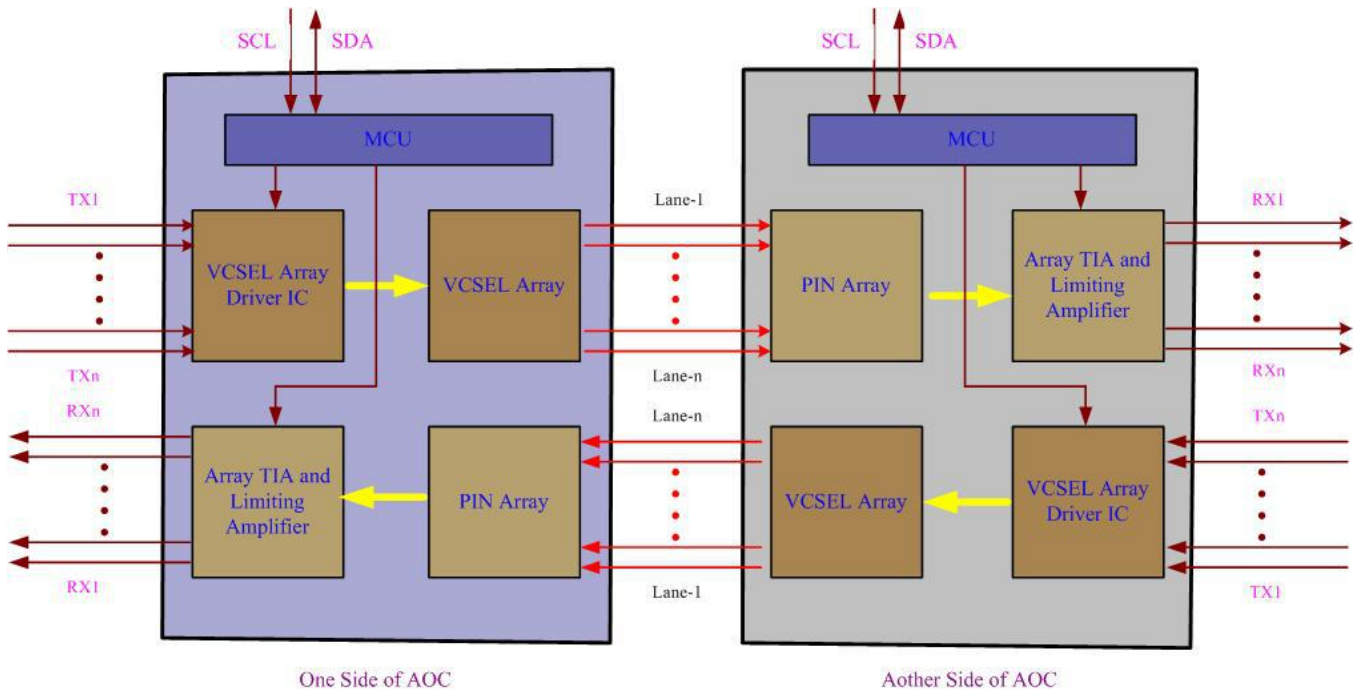 SCL SDA
SCL SDA
MCU
MCU
TX1
Lane-1
RX1
VCSEL Array
Driver IC
VCSEL Array
PIN Array
Array TIA and
Limiting
Amplifier
TXn
Lane-n
RXn
RXn
Lane-n
TXn
Array TIA and
Limiting
Amplifier
PIN Array
VCSEL Array
VCSEL Array
Driver IC
RX1
Lane-1
TX1
One Side of AOC
Aother Side of AOC